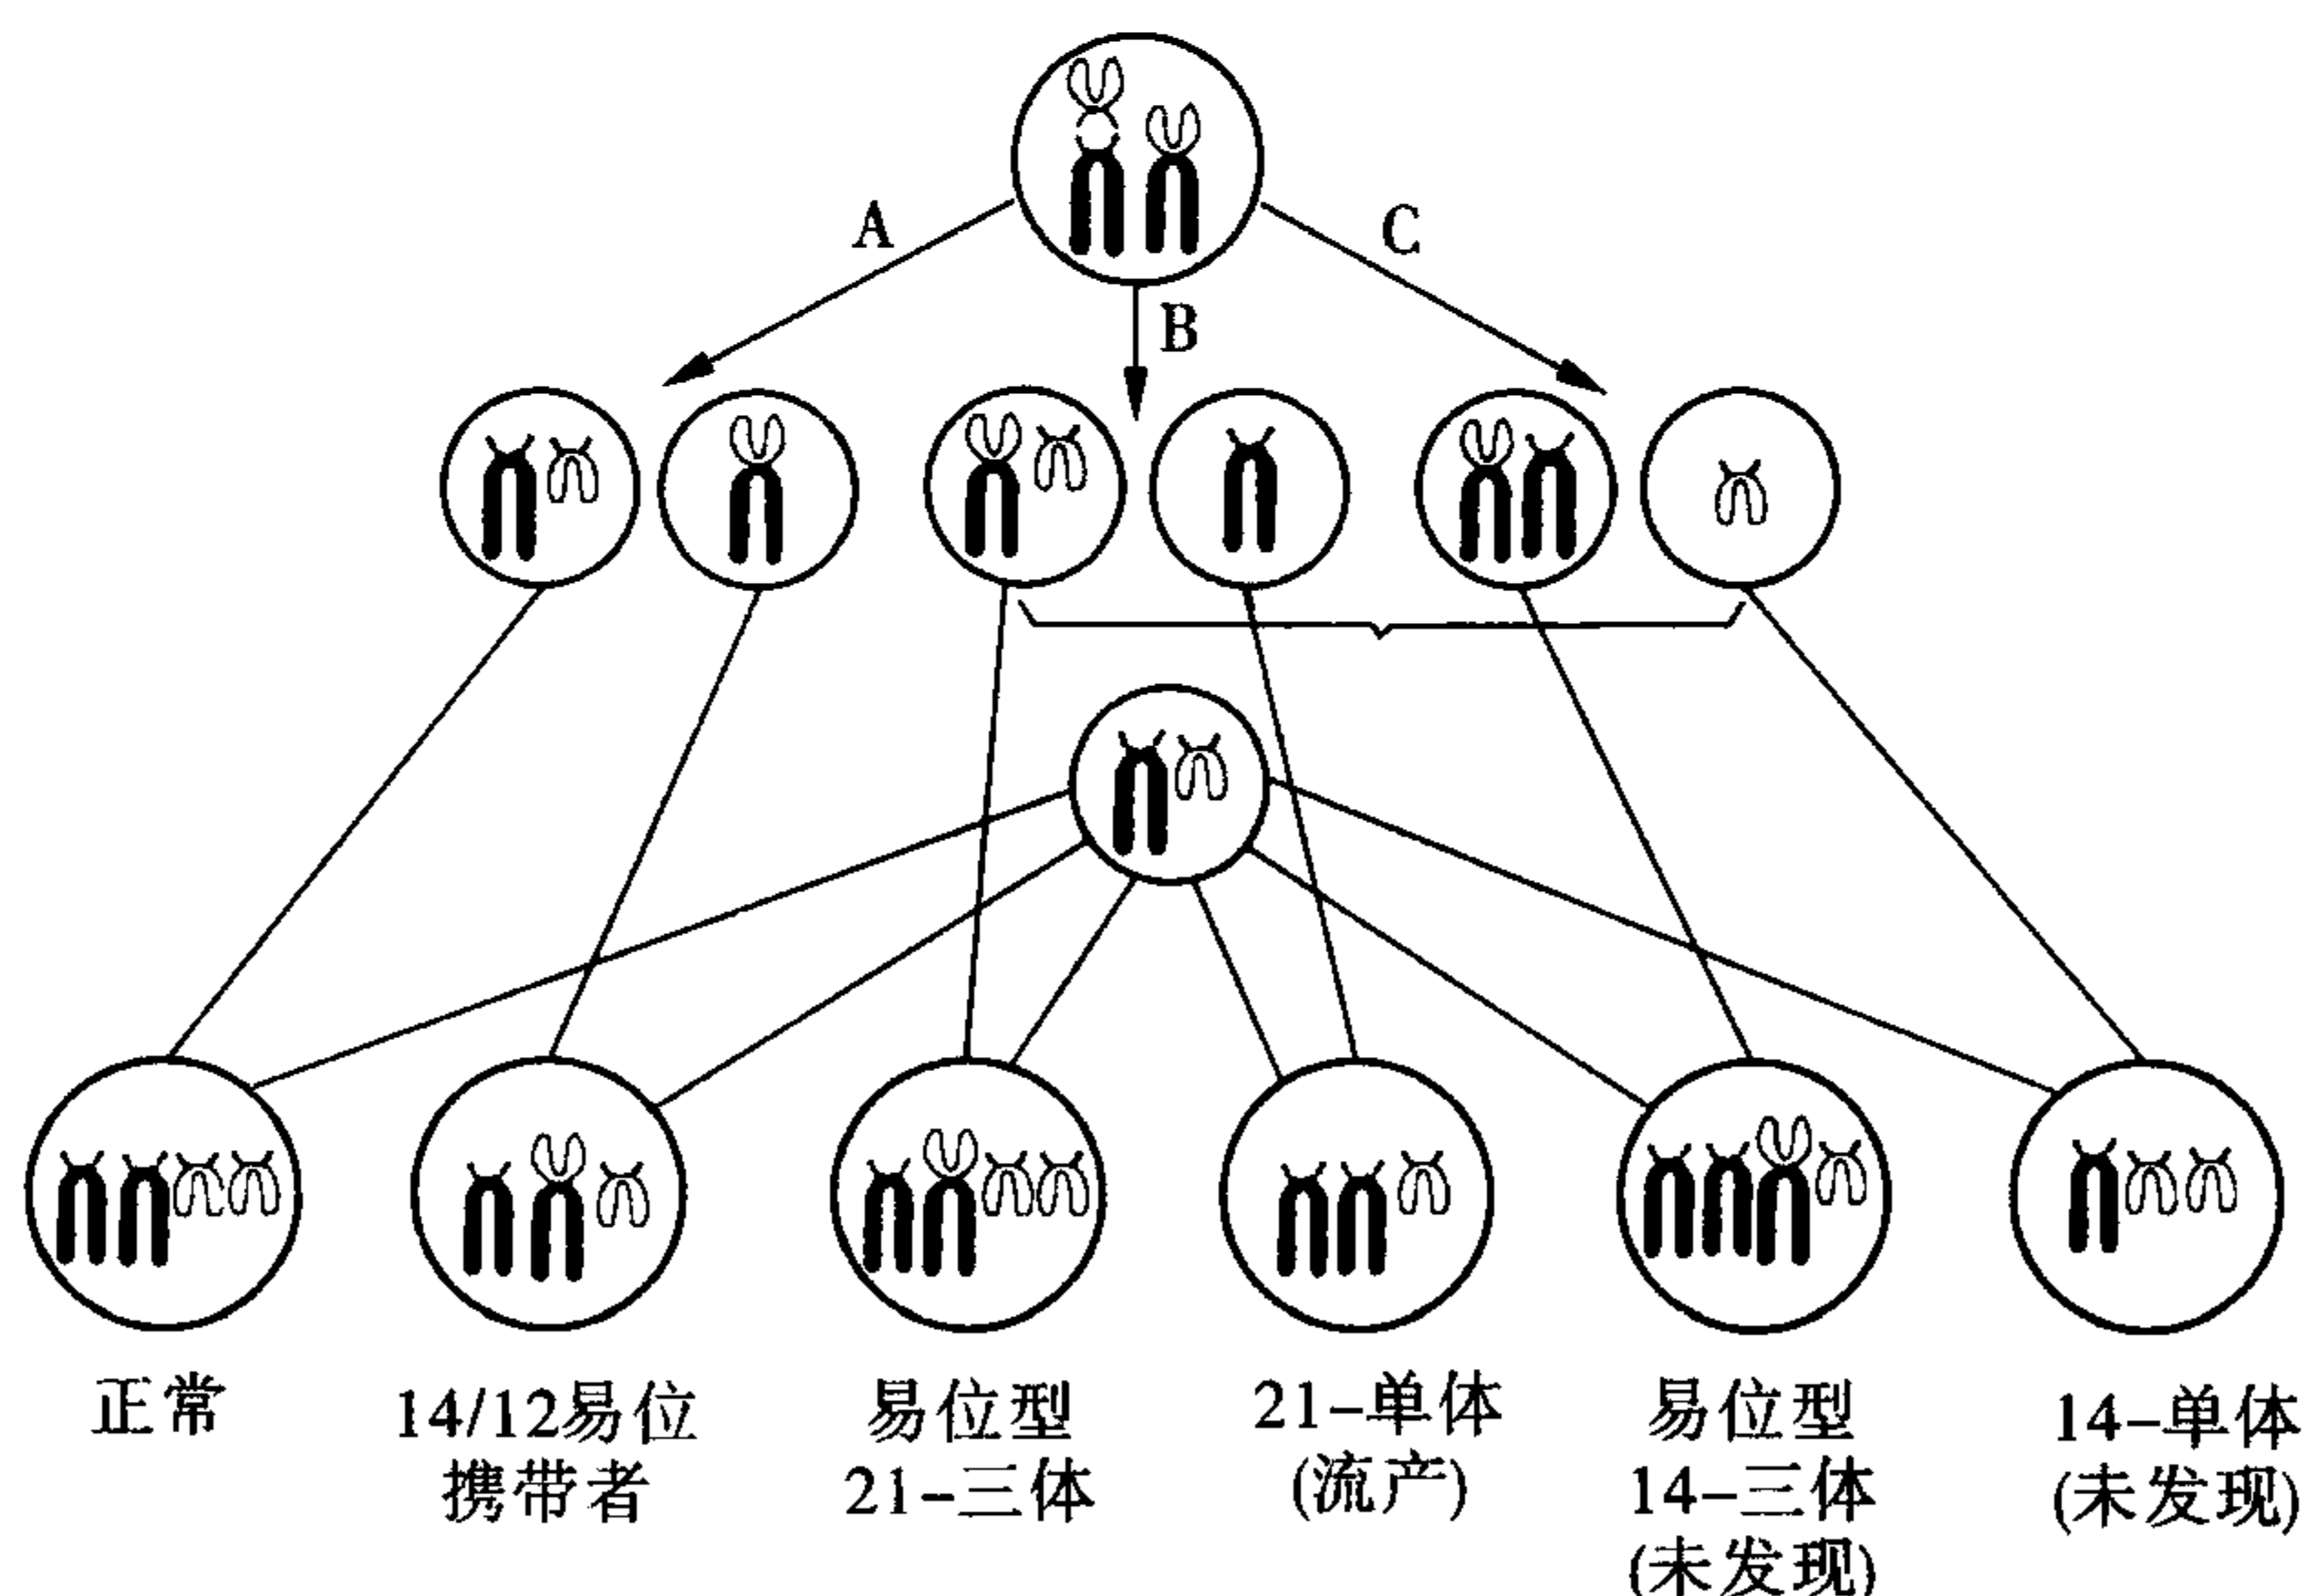 A
C
B
正常
14/12易位
携带者
易位型
21-三体
21-单体
(流产)
易位型
14-三体
(未发现)
14-单体
(未发现)